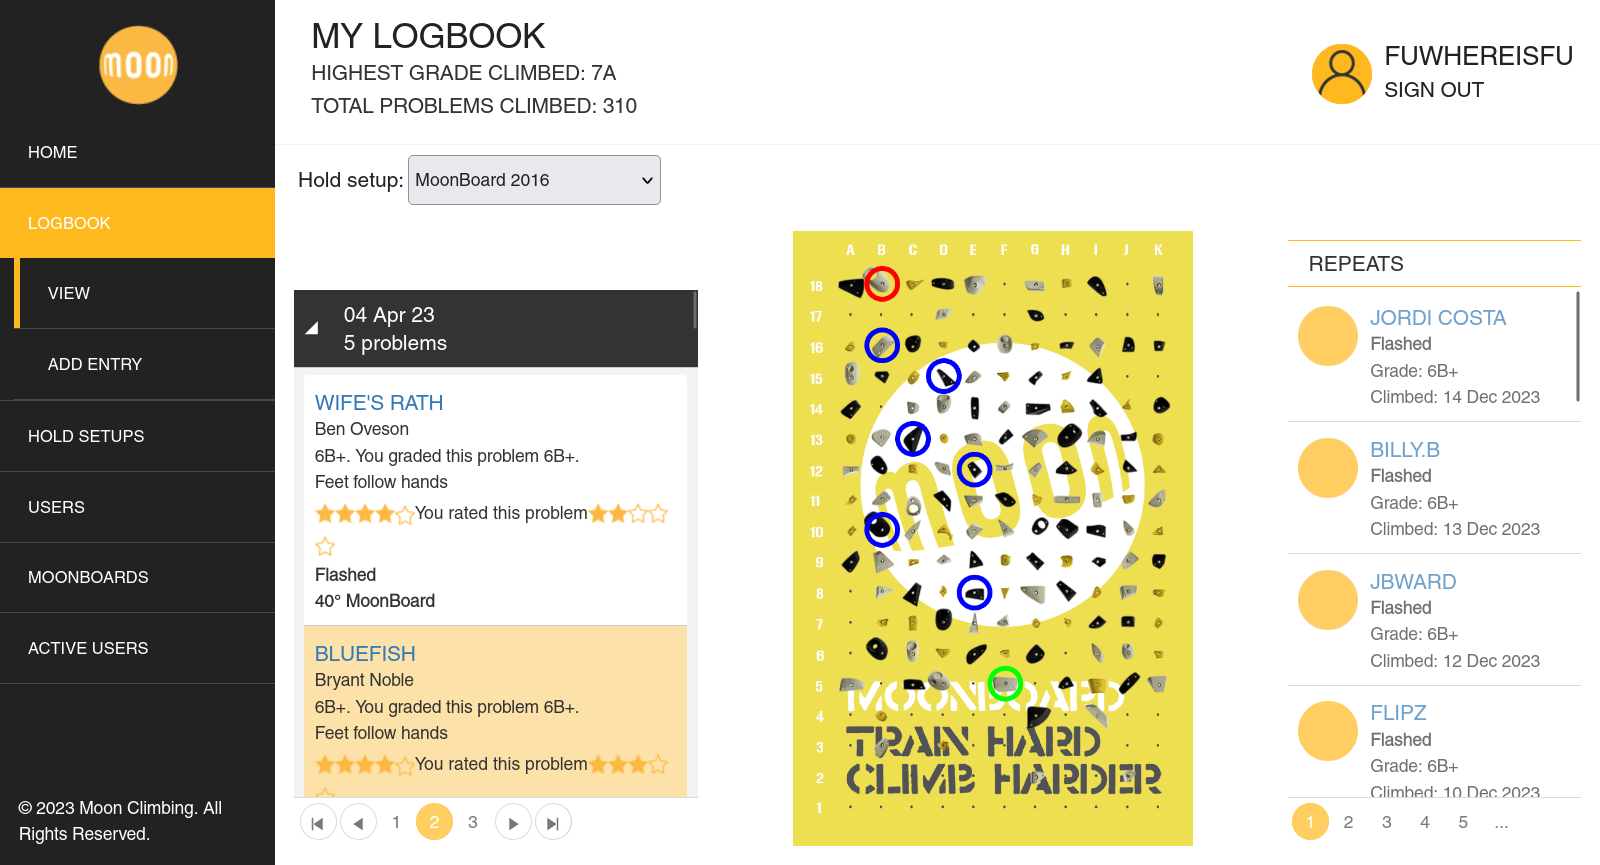 moon
HOME
LOGBOOK
VIEW
ADD ENTRY
HOLD SETUPS
USERS
MOONBOARDS
ACTIVE USERS
© 2023 Moon Climbing. All
Rights Reserved.
MY LOGBOOK
HIGHEST GRADE CLIMBED: 7A
TOTAL PROBLEMS CLIMBED: 310
FUWHEREISFU
SIGN OUT
Hold setup: MoonBoard 2016
04 Apr 23
5 problems
WIFE'S RATH
Ben Oveson
6B+. You graded this problem 6B+.
Feet follow hands
You rated this problem
Flashed
40° MoonBoard
BLUEFISH
Bryant Noble
6B+. You graded this problem 6B+.
Feet follow hands
You rated this problem
1 2 3
A B C D E F G H I J K
18
17
16
15
14
13
12
11
10
9
8
7
6
5
4
3
2
1
moon
MOONBOARD
TRAIN HARD
CLIMB HARDER
REPEATS
JORDI COSTA
Flashed
Grade: 6B+
Climbed: 14 Dec 2023
BILLY.B
Flashed
Grade: 6B+
Climbed: 13 Dec 2023
JBWARD
Flashed
Grade: 6B+
Climbed: 12 Dec 2023
FLIPZ
Flashed
Grade: 6B+
Climbed: 10 Dec 2023
1 2 3 4 5 ...